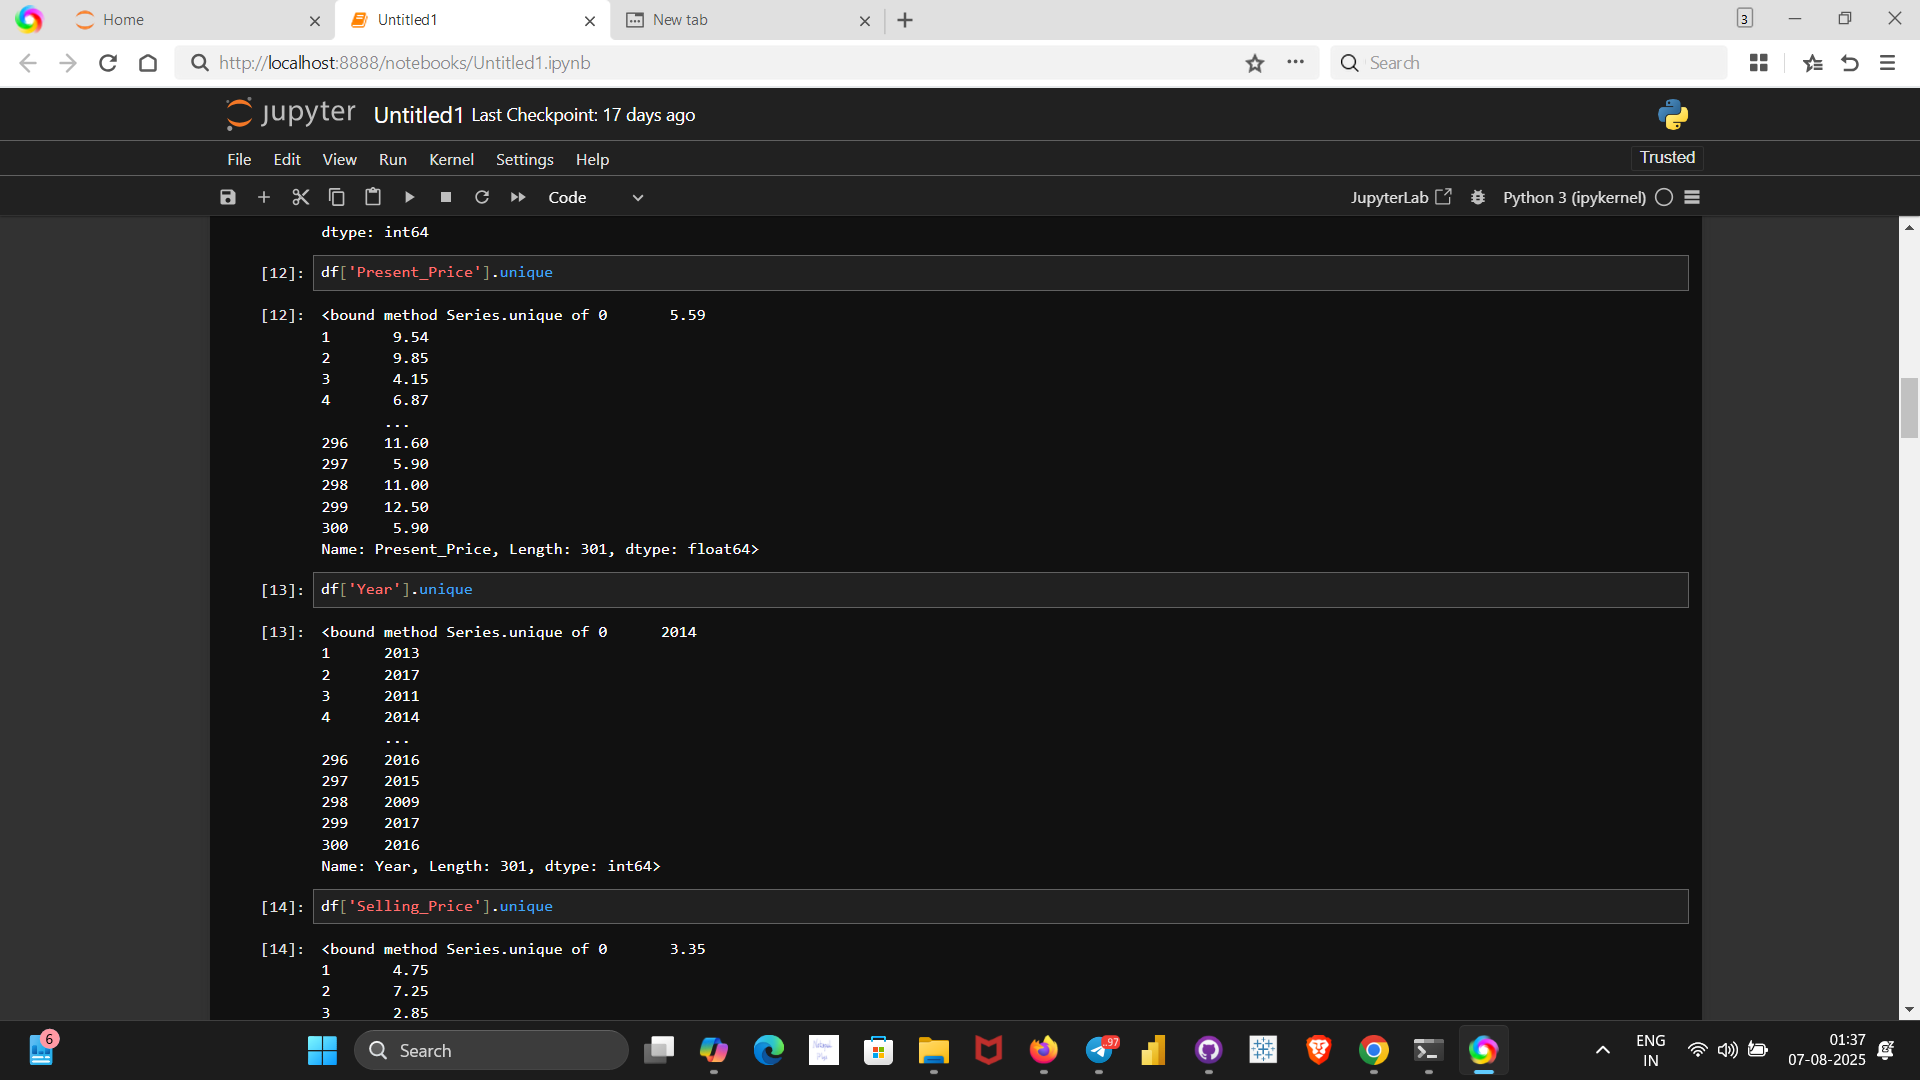 Home
Untitled1
New tab
3
http://localhost:8888/notebooks/Untitled1.ipynb
Search
jupyter Untitled1 Last Checkpoint: 17 days ago
File Edit View Run Kernel Settings Help
Trusted
Code
JupyterLab
Python 3 (ipykernel)
dtype: int64
[12]: df['Present_Price'].unique
[12]: <bound method Series.unique of 0       5.59
1       9.54
2       9.85
3       4.15
4       6.87
...
296    11.60
297     5.90
298    11.00
299    12.50
300     5.90
Name: Present_Price, Length: 301, dtype: float64>
[13]: df['Year'].unique
[13]: <bound method Series.unique of 0      2014
1      2013
2      2017
3      2011
4      2014
...
296    2016
297    2015
298    2009
299    2017
300    2016
Name: Year, Length: 301, dtype: int64>
[14]: df['Selling_Price'].unique
[14]: <bound method Series.unique of 0       3.35
1       4.75
2       7.25
3       2.85
6
Search
97
ENG
IN
01:37
07-08-2025